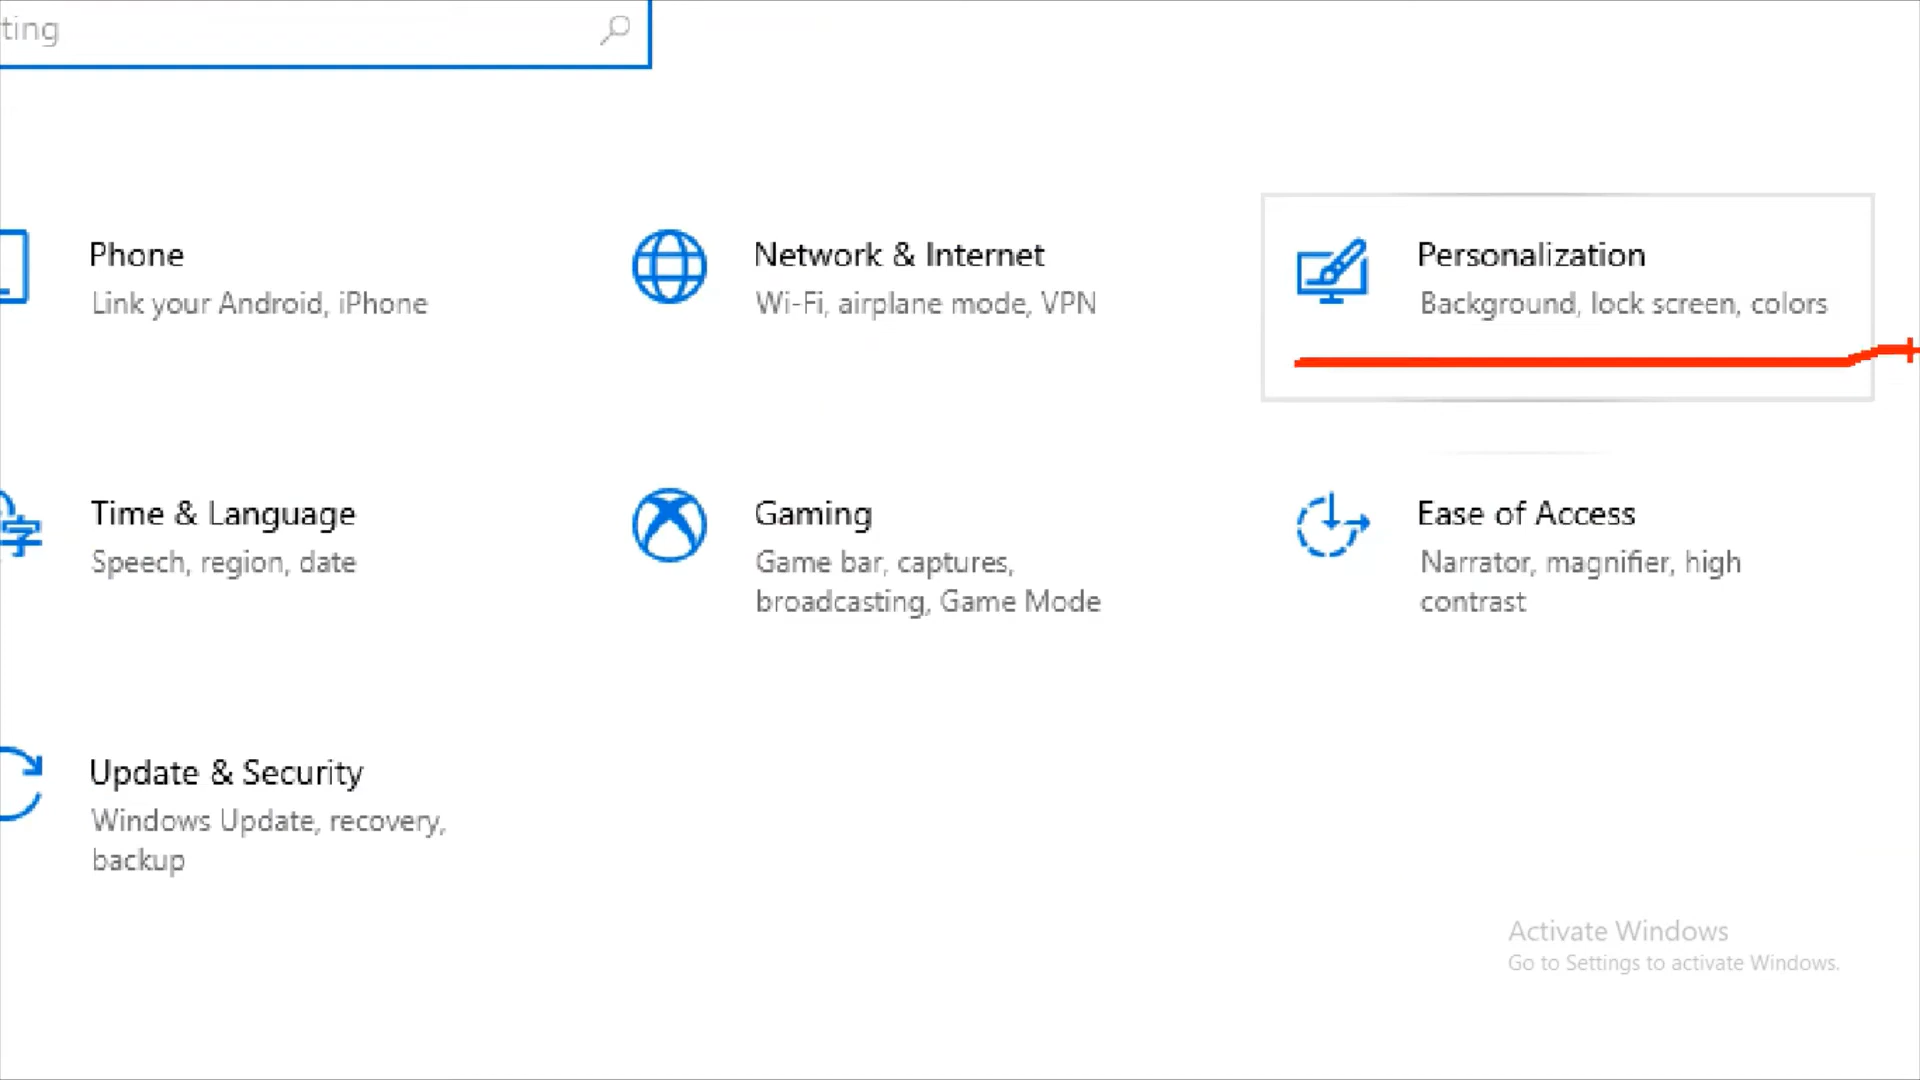 ting
Phone
Link your Android, iPhone
Network & Internet
Wi-Fi, airplane mode, VPN
Personalization
Background, lock screen, colors
Time & Language
Speech, region, date
Gaming
Game bar, captures,
broadcasting, Game Mode
Ease of Access
Narrator, magnifier, high
contrast
Update & Security
Windows Update, recovery,
backup
Activate Windows
Go to Settings to activate Windows.